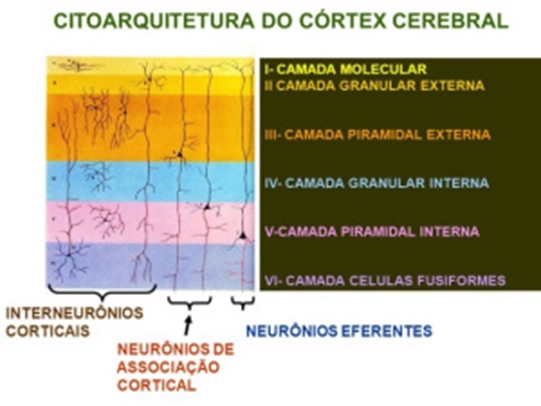 CITOARQUITETURA DO CÓRTEX CEREBRAL
I- CAMADA MOLECULAR
II CAMADA GRANULAR EXTERNA
III- CAMADA PIRAMIDAL EXTERNA
IV- CAMADA GRANULAR INTERNA
V-CAMADA PIRAMIDAL INTERNA
VI- CAMADA CELULAS FUSIFORMES
INTERNEURÔNIOS
CORTICAIS
NEURÔNIOS DE
ASSOCIAÇÃO
CORTICAL
NEURÔNIOS EFERENTES